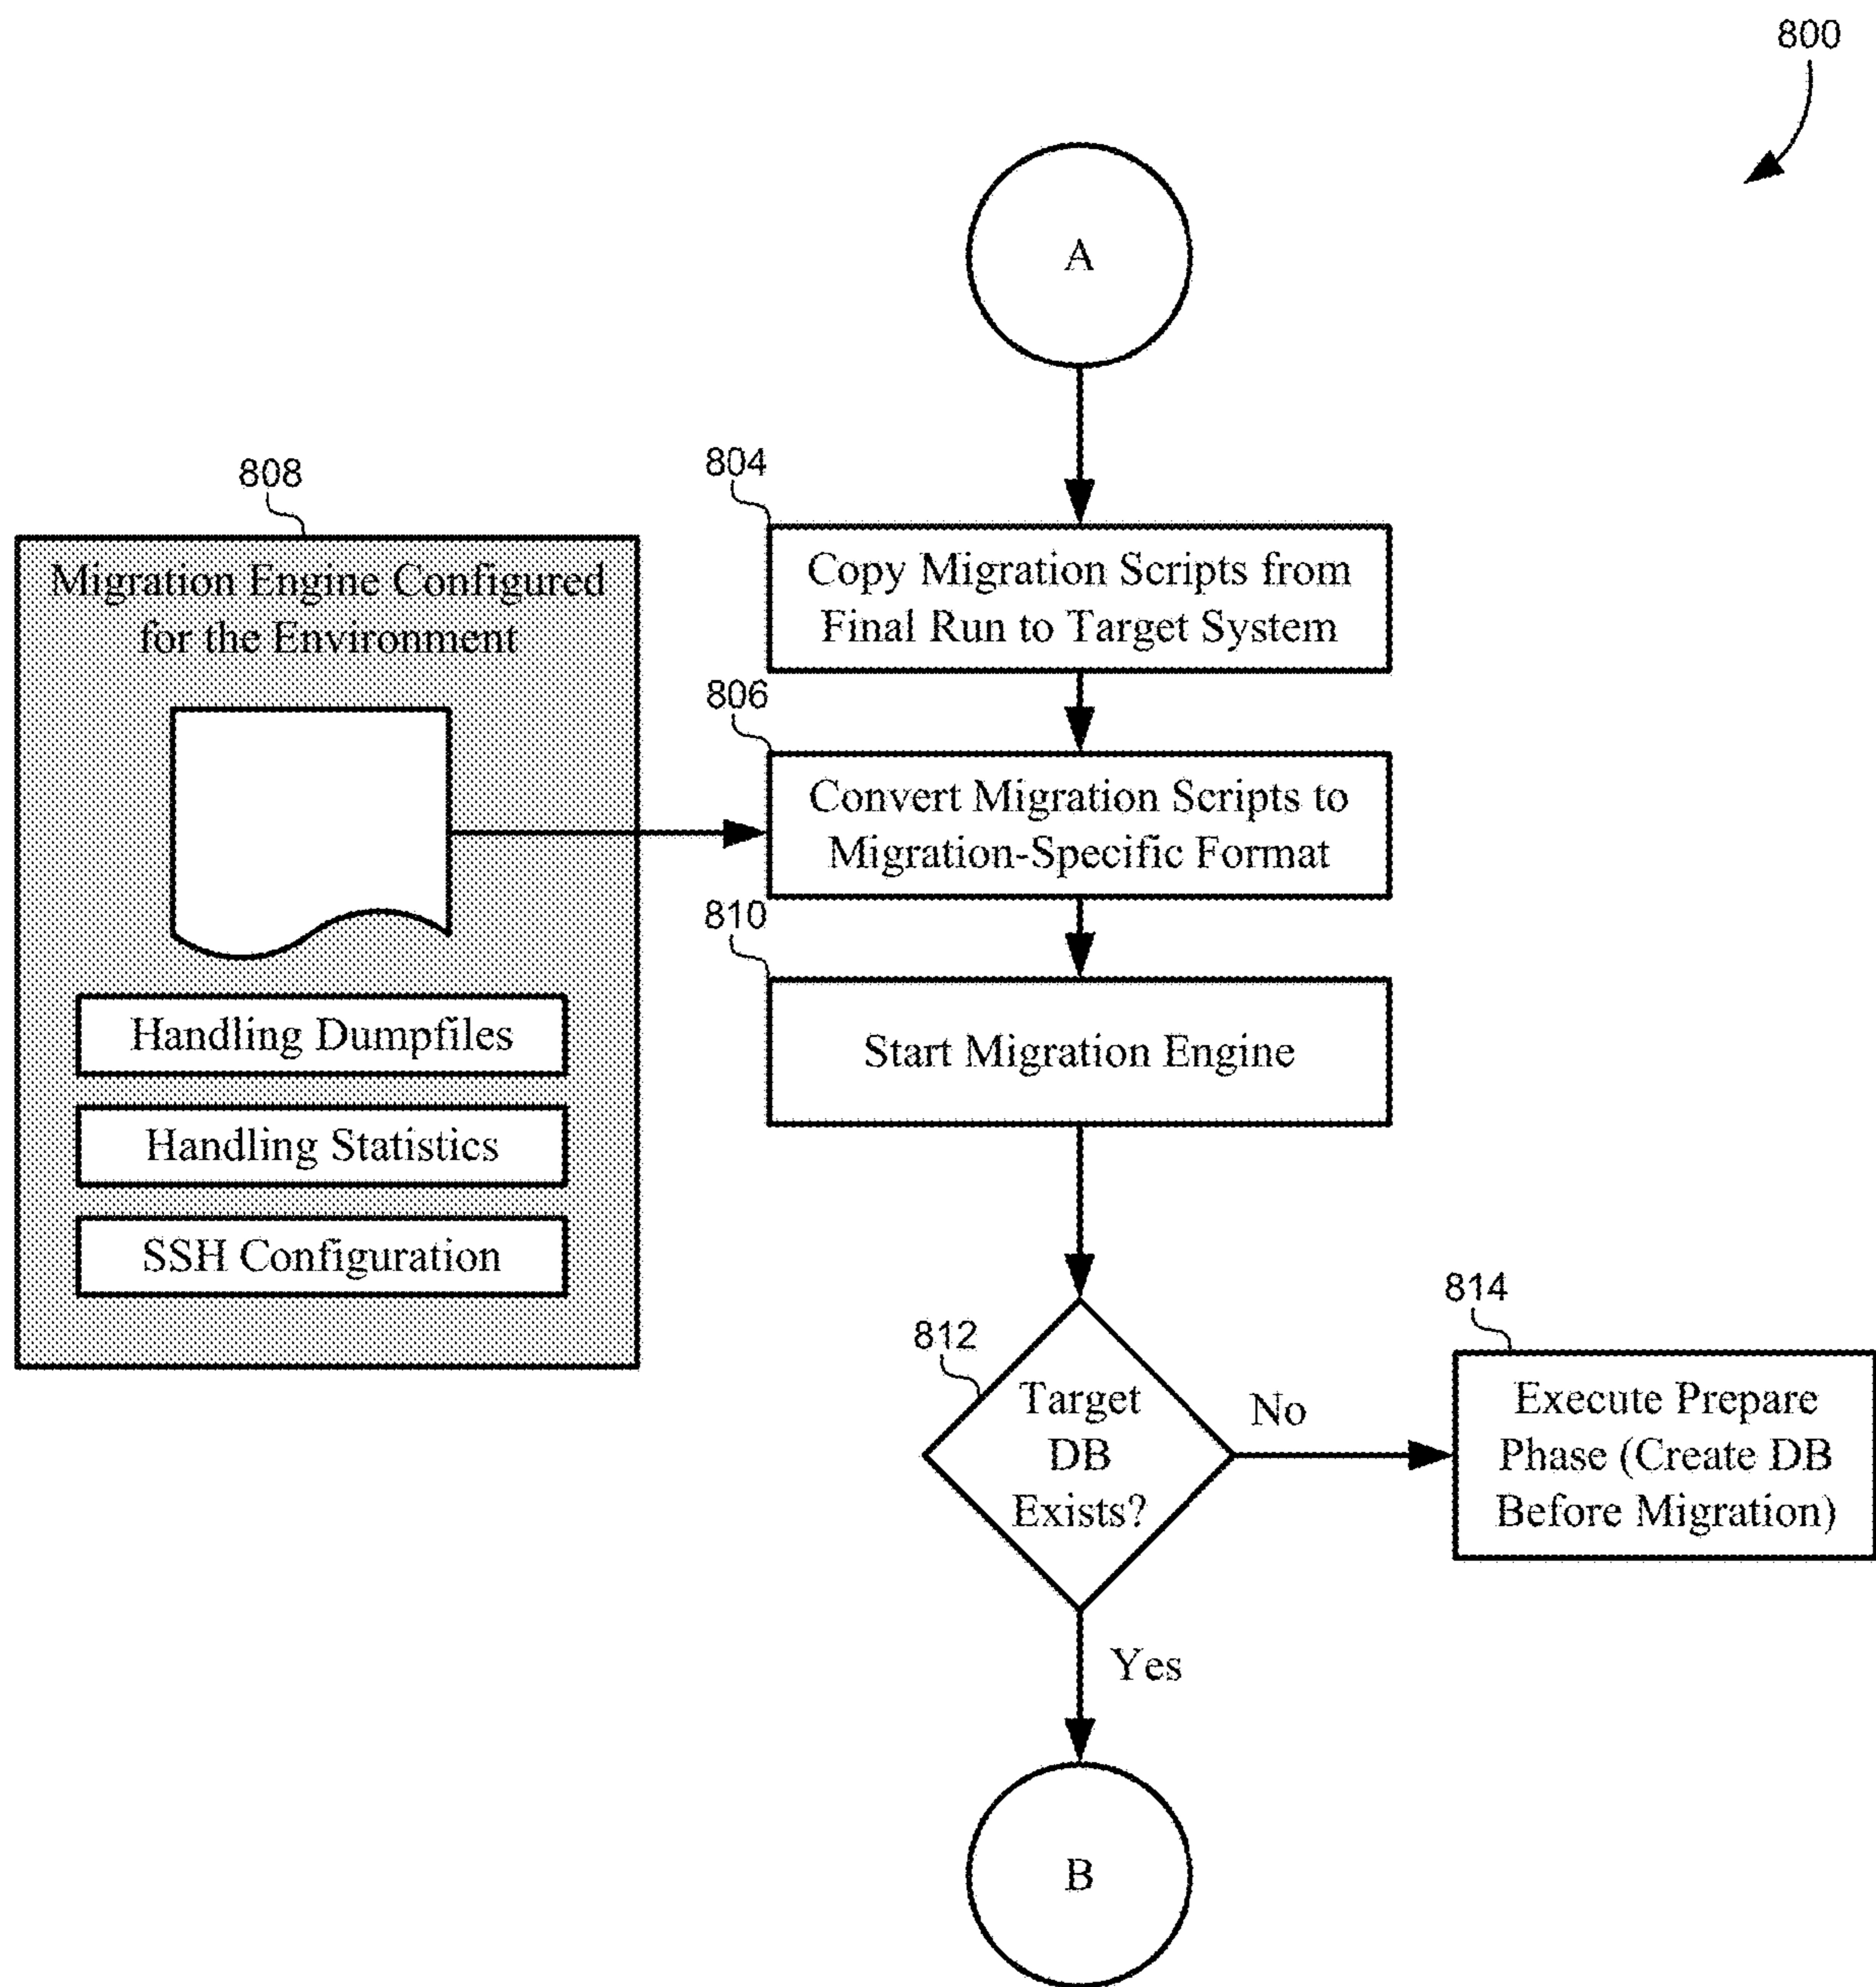 800
A
804
Copy Migration Scripts from
Final Run to Target System
808
Migration Engine Configured
for the Environment
806
Convert Migration Scripts to
Migration-Specific Format
810
Start Migration Engine
Handling Dumpfiles
Handling Statistics
SSH Configuration
812
Target
DB
Exists?
No
814
Execute Prepare
Phase (Create DB
Before Migration)
Yes
B